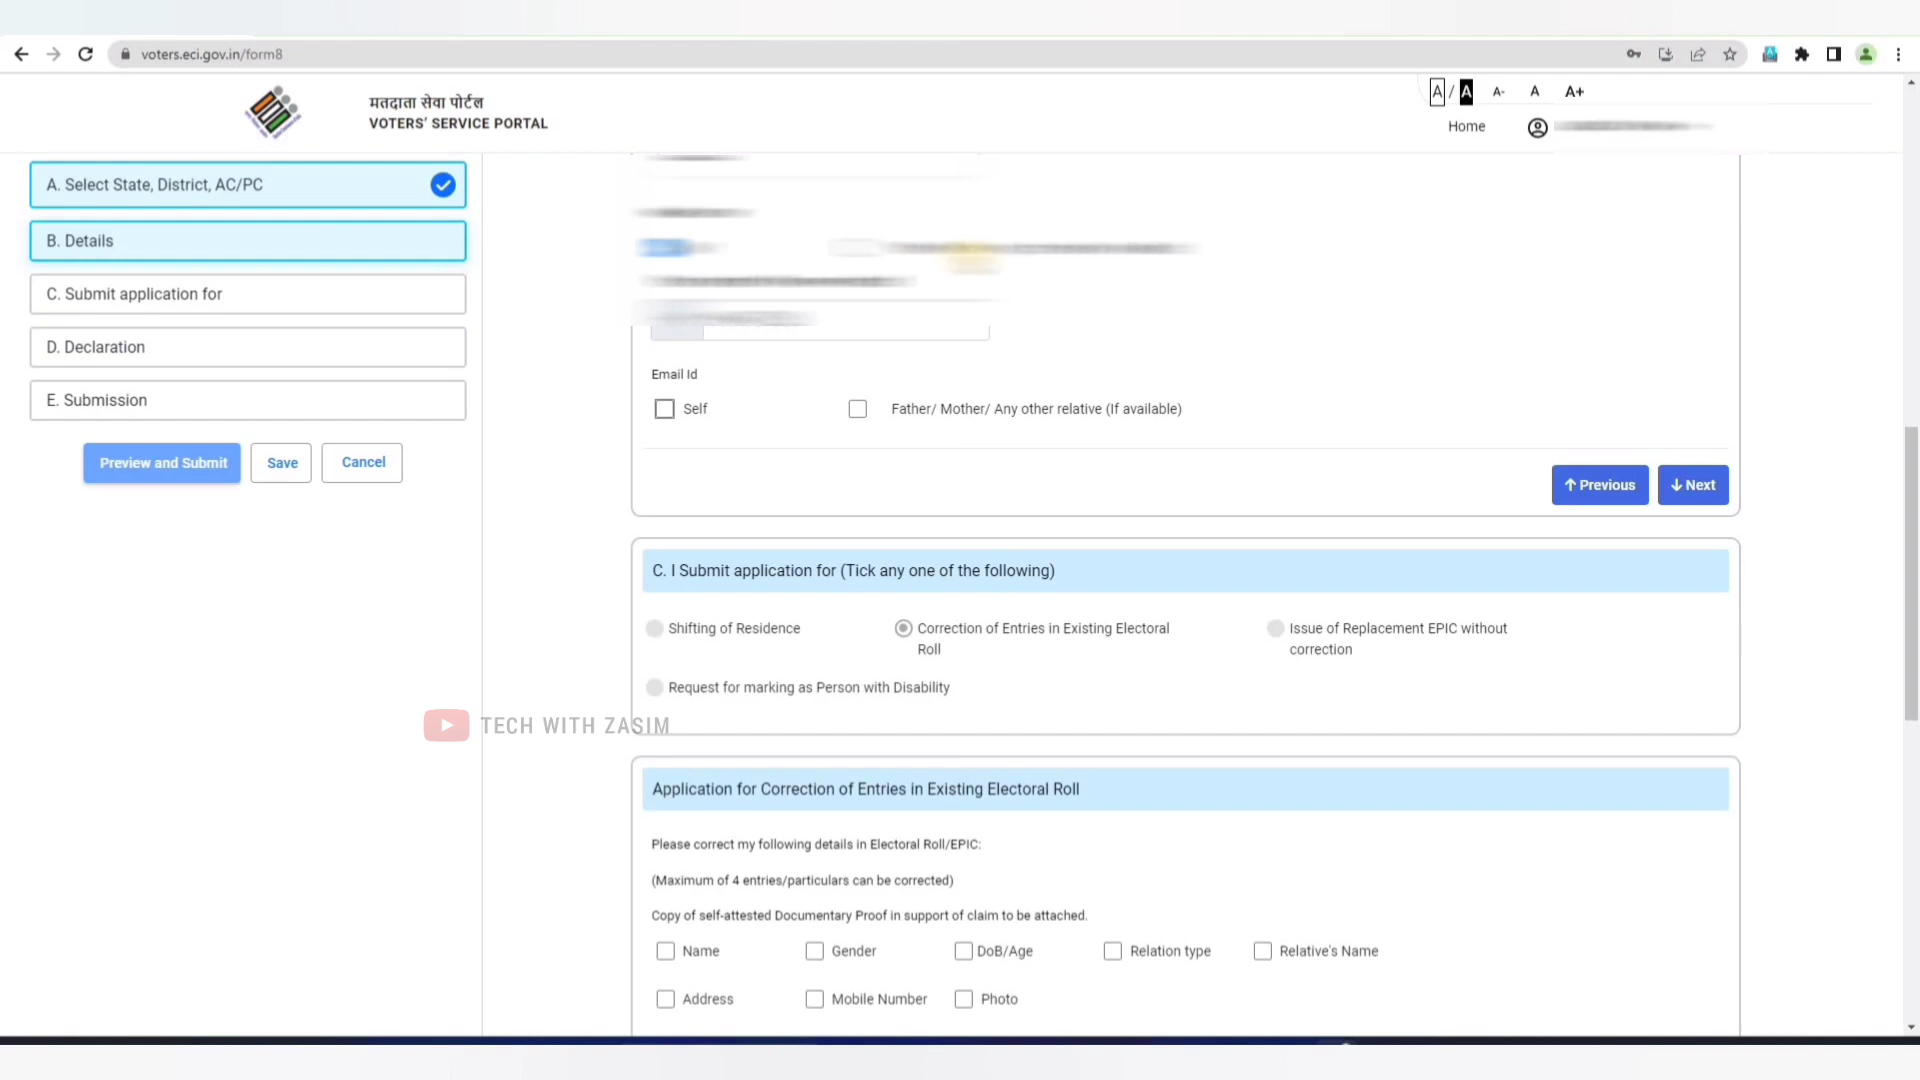 voters.eci.gov.in/form8
मतदाता सेवा पोर्टल
VOTERS' SERVICE PORTAL
A / A A- A A+
Home
A. Select State, District, AC/PC
B. Details
C. Submit application for
D. Declaration
E. Submission
Preview and Submit Save Cancel
Email Id
Self Father/ Mother/ Any other relative (If available)
Previous Next
C. I Submit application for (Tick any one of the following)
Shifting of Residence Correction of Entries in Existing Electoral Issue of Replacement EPIC without
Roll correction
Request for marking as Person with Disability
TECH WITH ZASIM
Application for Correction of Entries in Existing Electoral Roll
Please correct my following details in Electoral Roll/EPIC:
(Maximum of 4 entries/particulars can be corrected)
Copy of self-attested Documentary Proof in support of claim to be attached.
Name Gender DoB/Age Relation type Relative's Name
Address Mobile Number Photo